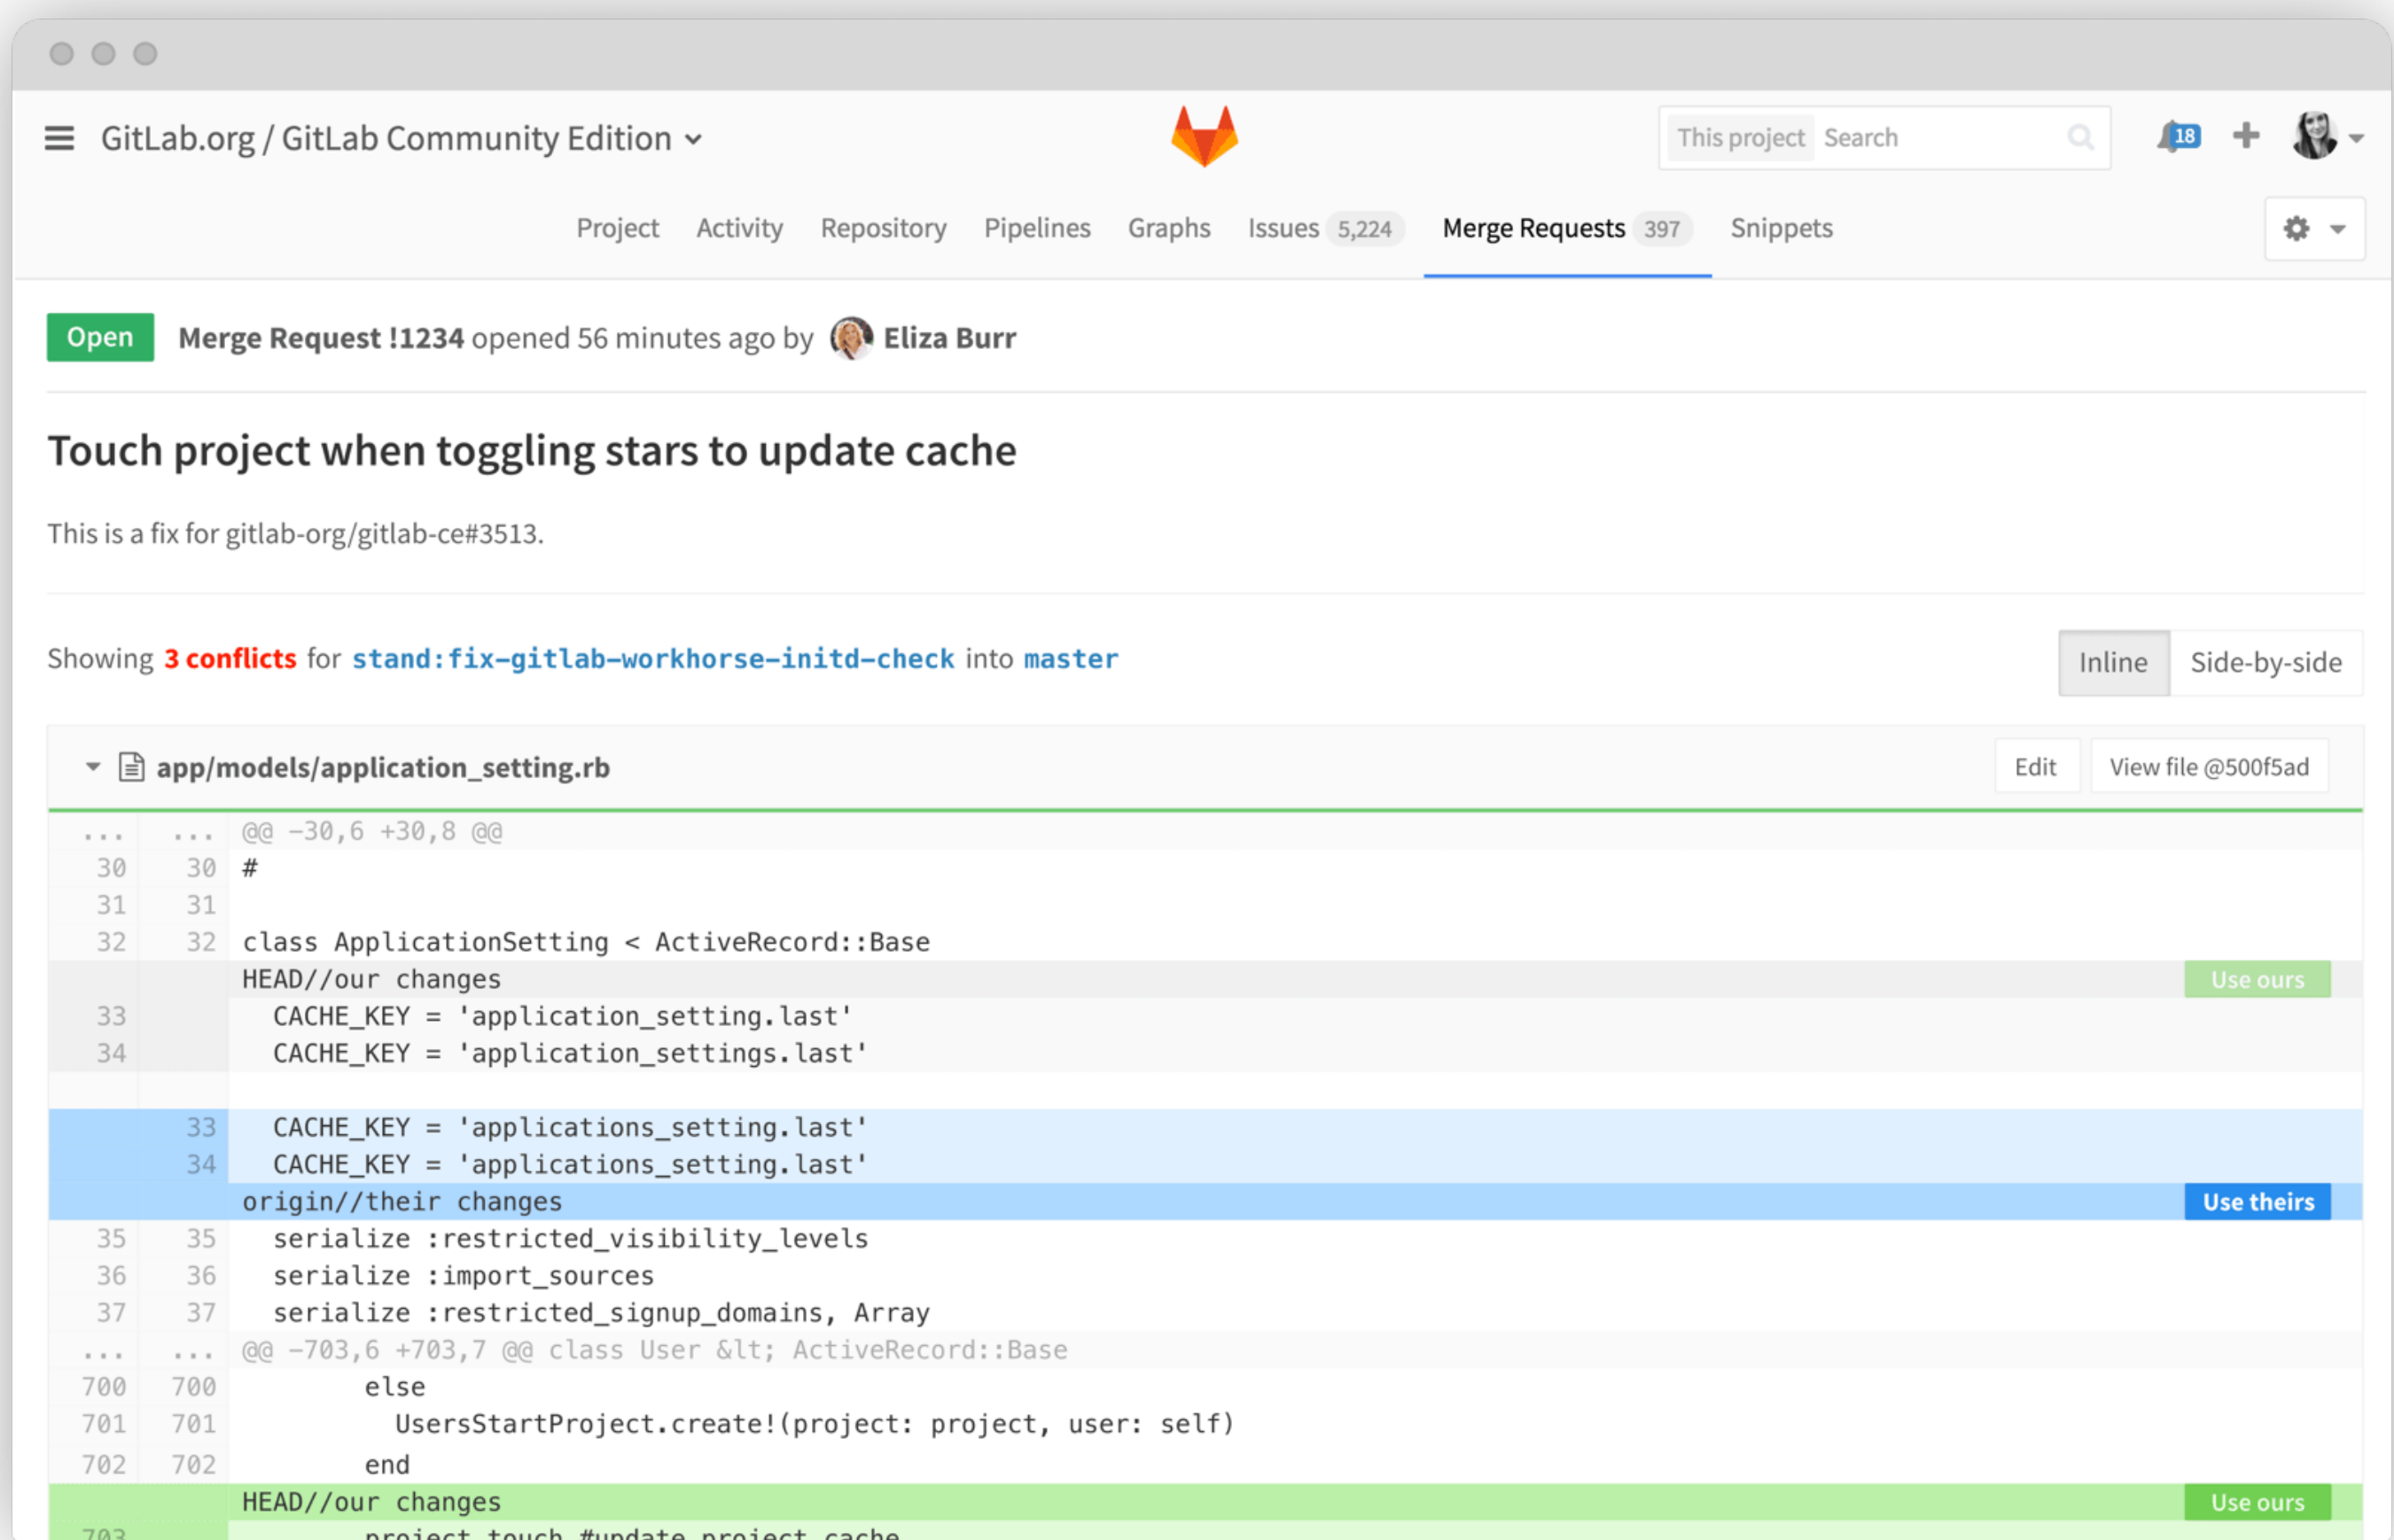 GitLab.org / GitLab Community Edition
This project Search
18
Project Activity Repository Pipelines Graphs Issues 5,224 Merge Requests 397 Snippets
Open Merge Request !1234 opened 56 minutes ago by Eliza Burr
Touch project when toggling stars to update cache
This is a fix for gitlab-org/gitlab-ce#3513.
Showing 3 conflicts for stand:fix-gitlab-workhorse-initd-check into master
Inline Side-by-side
app/models/application_setting.rb
Edit View file @500f5ad
... ... @@ -30,6 +30,8 @@
30 30 #
31 31
32 32 class ApplicationSetting < ActiveRecord::Base
HEAD//our changes Use ours
33 CACHE_KEY = 'application_setting.last'
34 CACHE_KEY = 'application_settings.last'
33 CACHE_KEY = 'applications_setting.last'
34 CACHE_KEY = 'applications_setting.last'
origin//their changes Use theirs
35 35 serialize :restricted_visibility_levels
36 36 serialize :import_sources
37 37 serialize :restricted_signup_domains, Array
... ... @@ -703,6 +703,7 @@ class User &lt; ActiveRecord::Base
700 700 else
701 701 UsersStartProject.create!(project: project, user: self)
702 702 end
HEAD//our changes Use ours
703 project.touch #update project cache